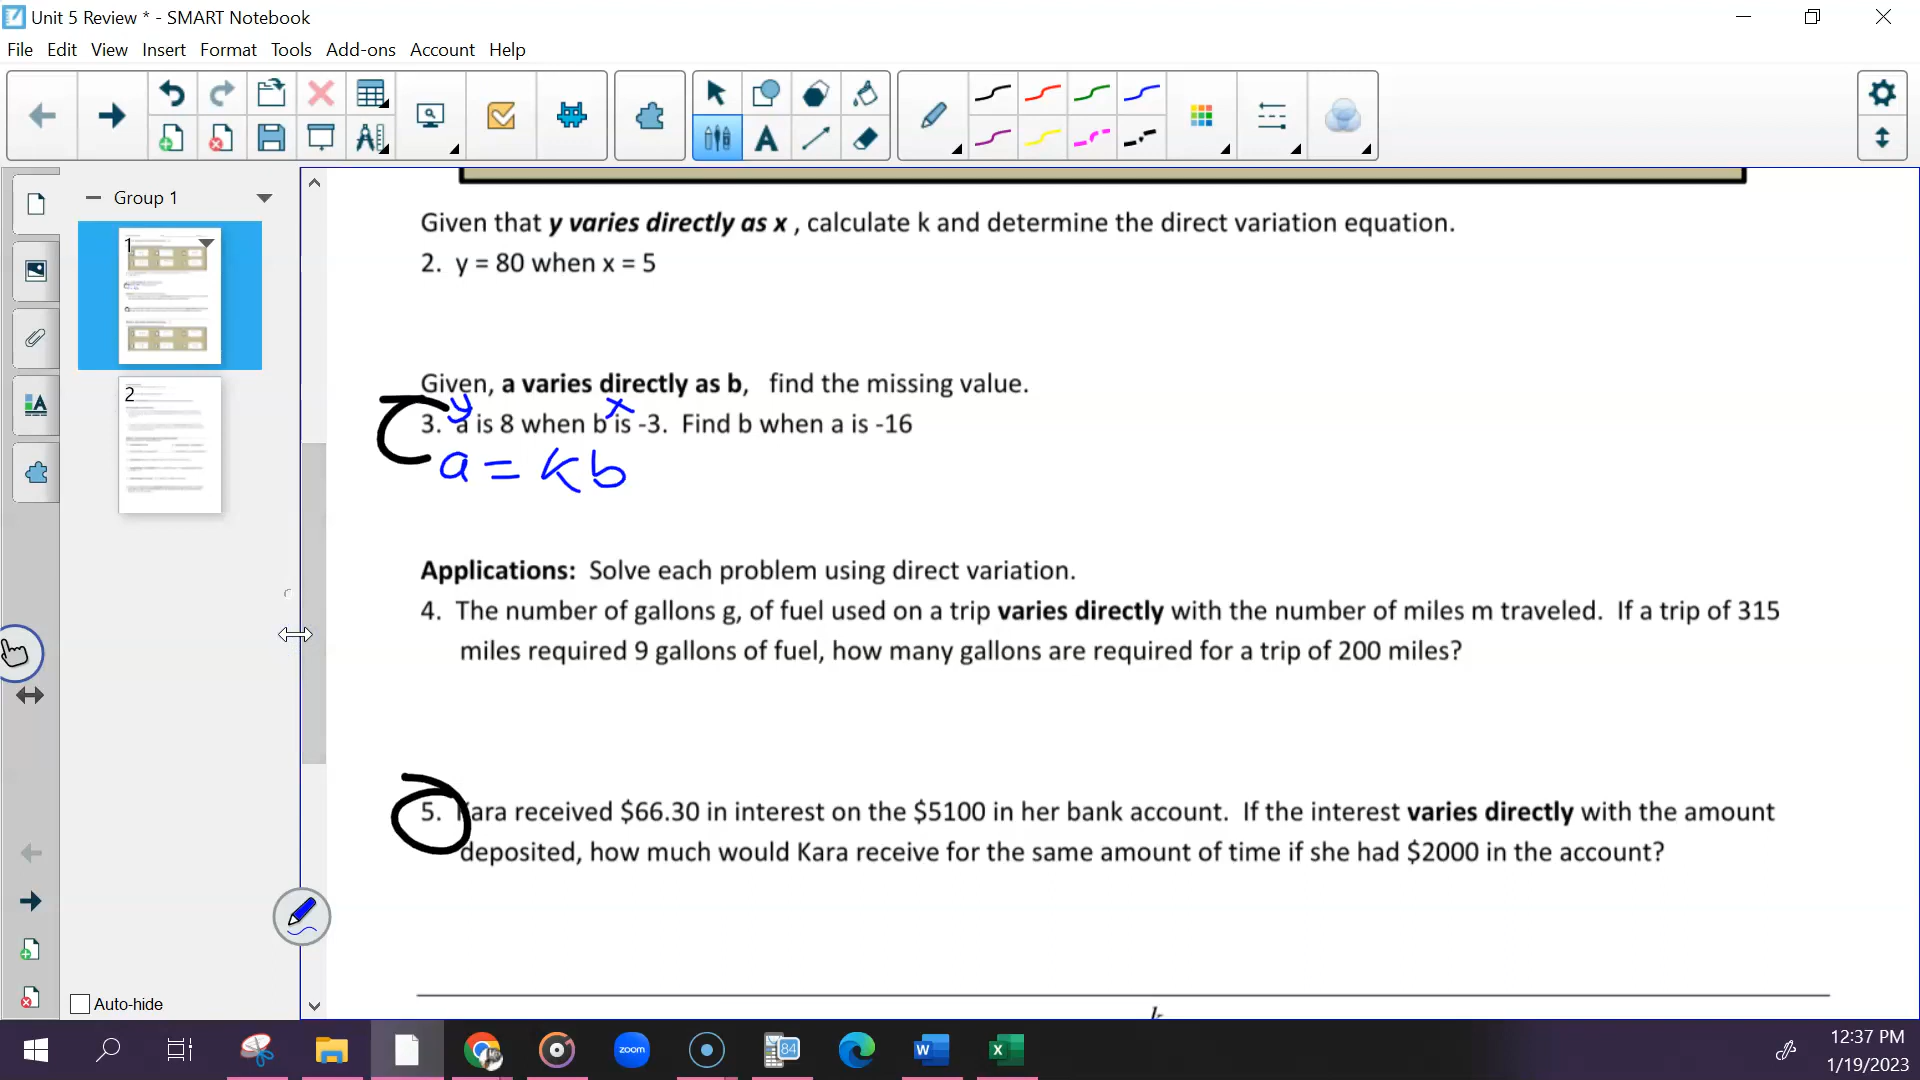 Unit 5 Review * - SMART Notebook
File Edit View Insert Format Tools Add-ons Account Help
Group 1
1
2
Given that y varies directly as x , calculate k and determine the direct variation equation.
2. y = 80 when x = 5
Given, a varies directly as b, find the missing value.
y x
3. a is 8 when b is -3. Find b when a is -16
a = kb
Applications: Solve each problem using direct variation.
4. The number of gallons g, of fuel used on a trip varies directly with the number of miles m traveled. If a trip of 315
miles required 9 gallons of fuel, how many gallons are required for a trip of 200 miles?
5. Kara received $66.30 in interest on the $5100 in her bank account. If the interest varies directly with the amount
deposited, how much would Kara receive for the same amount of time if she had $2000 in the account?
Auto-hide
zoom
84
W
X
12:37 PM
1/19/2023